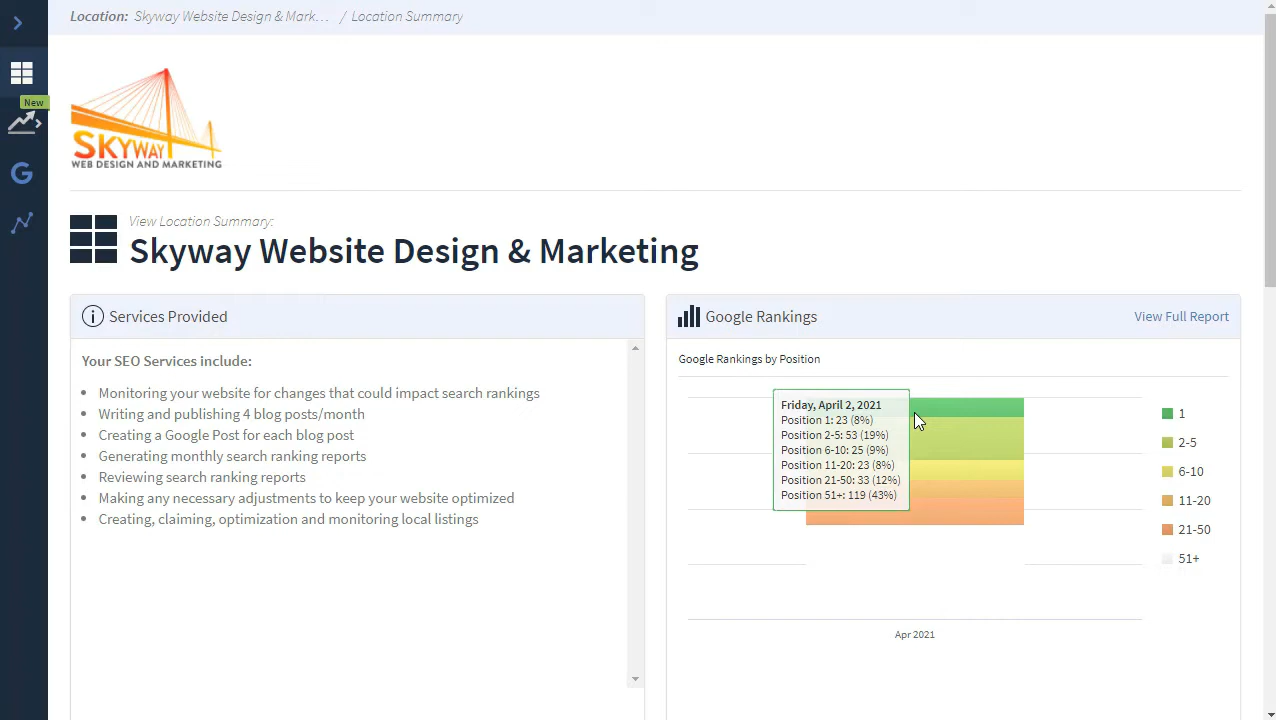 Location: Skyway Website Design & Mark... / Location Summary
New
SKYWAY
WEB DESIGN AND MARKETING
View Location Summary:
Skyway Website Design & Marketing
Services Provided
Your SEO Services include:
• Monitoring your website for changes that could impact search rankings
• Writing and publishing 4 blog posts/month
• Creating a Google Post for each blog post
• Generating monthly search ranking reports
• Reviewing search ranking reports
• Making any necessary adjustments to keep your website optimized
• Creating, claiming, optimization and monitoring local listings
Google Rankings
View Full Report
Google Rankings by Position
Friday, April 2, 2021
Position 1: 23 (8%)
Position 2-5: 53 (19%)
Position 6-10: 25 (9%)
Position 11-20: 23 (8%)
Position 21-50: 33 (12%)
Position 51+: 119 (43%)
1
2-5
6-10
11-20
21-50
51+
Apr 2021